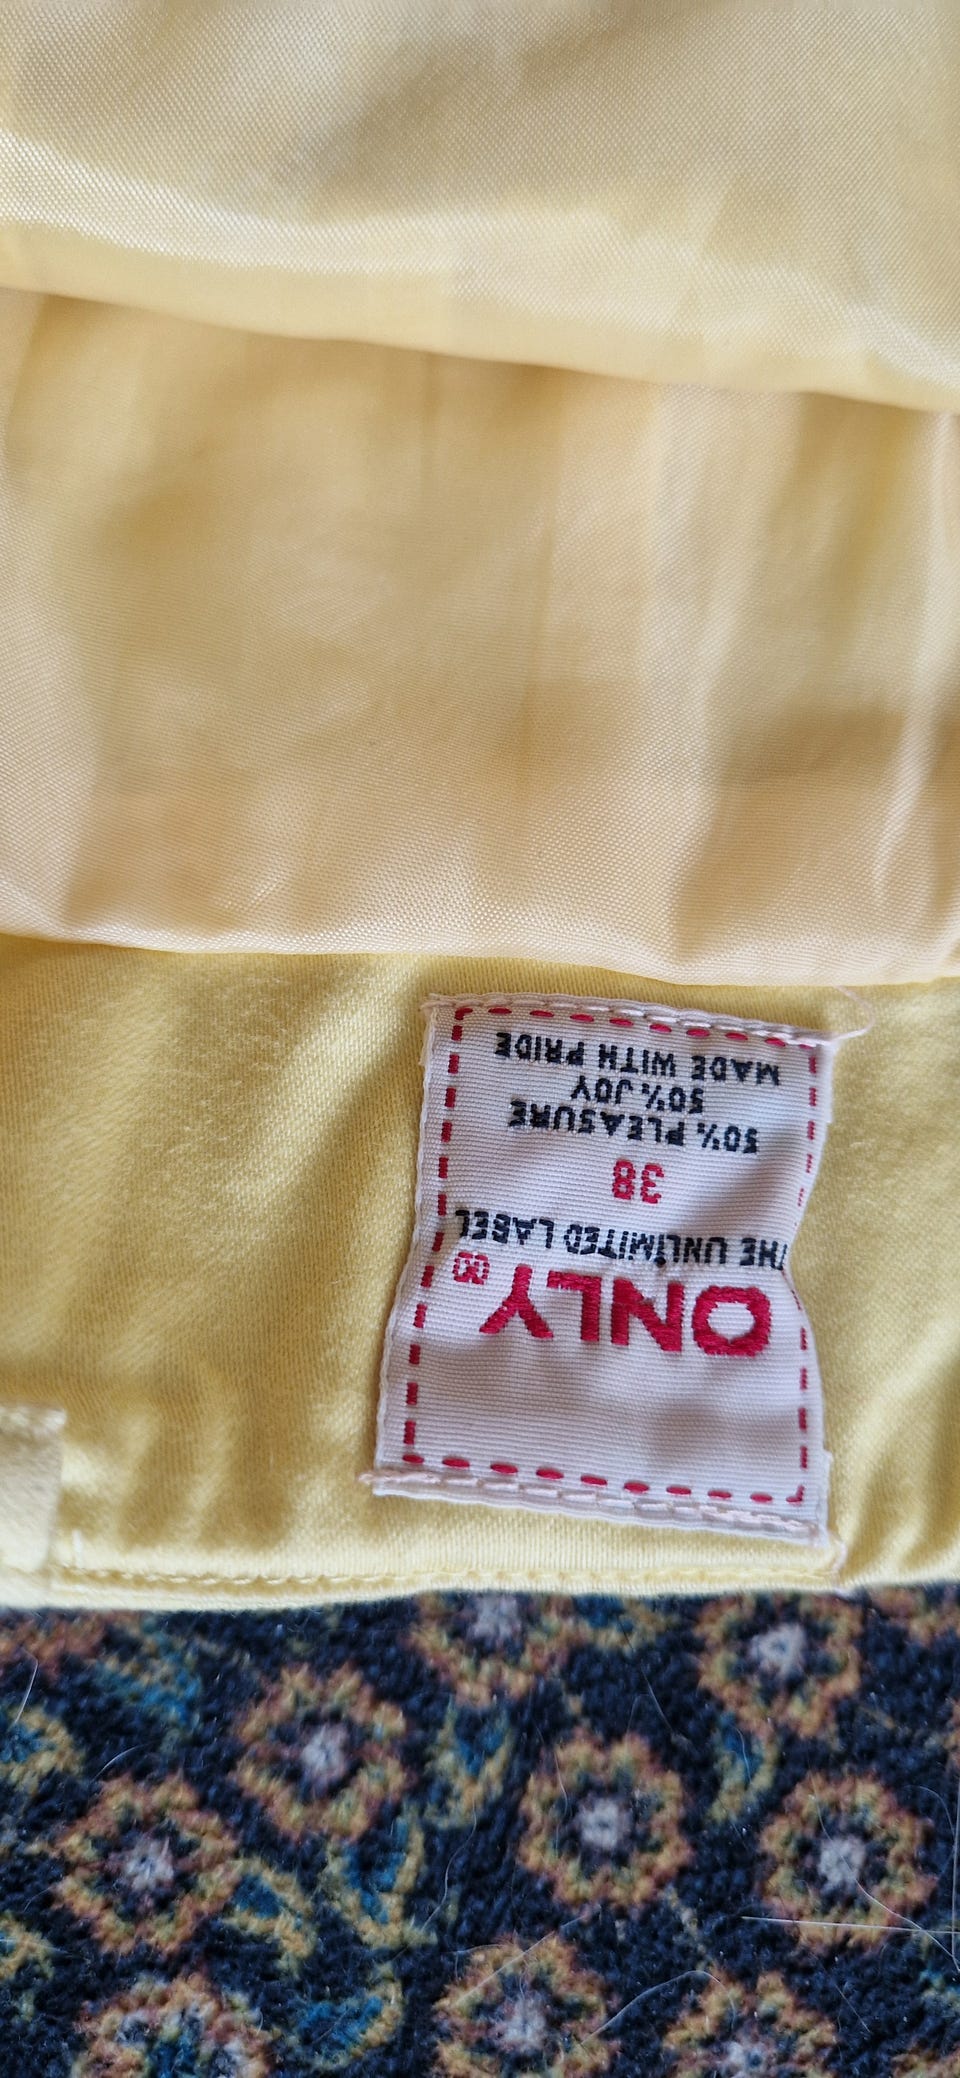 ONLY®
THE UNLIMITED LABEL
38
50% PLEASURE
50% JOY
MADE WITH PRIDE